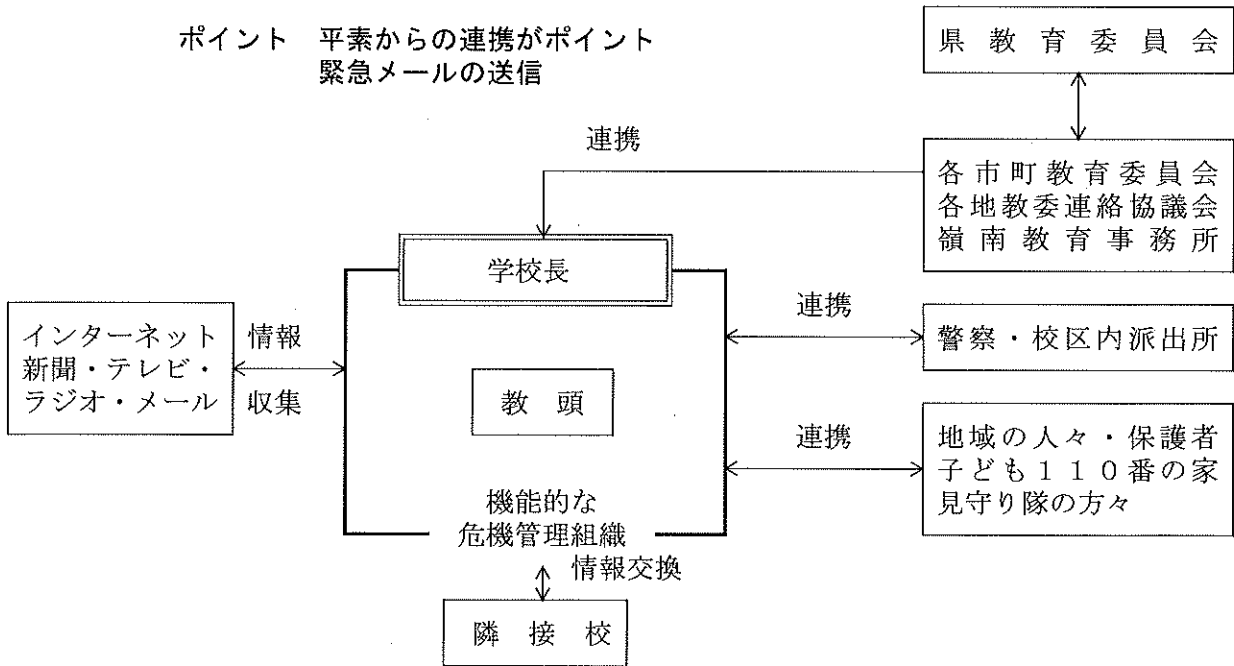 ポイント 平素からの連携がポイント
緊急メールの送信
県教育委員会
連携
各市町教育委員会
各地教委連絡協議会
嶺南教育事務所
学校長
インターネット
新聞・テレビ・
ラジオ・メール
情報
収集
教頭
連携
警察・校区内派出所
連携
地域の人々・保護者
子ども110番の家
見守り隊の方々
機能的な
危機管理組織
情報交換
隣接校